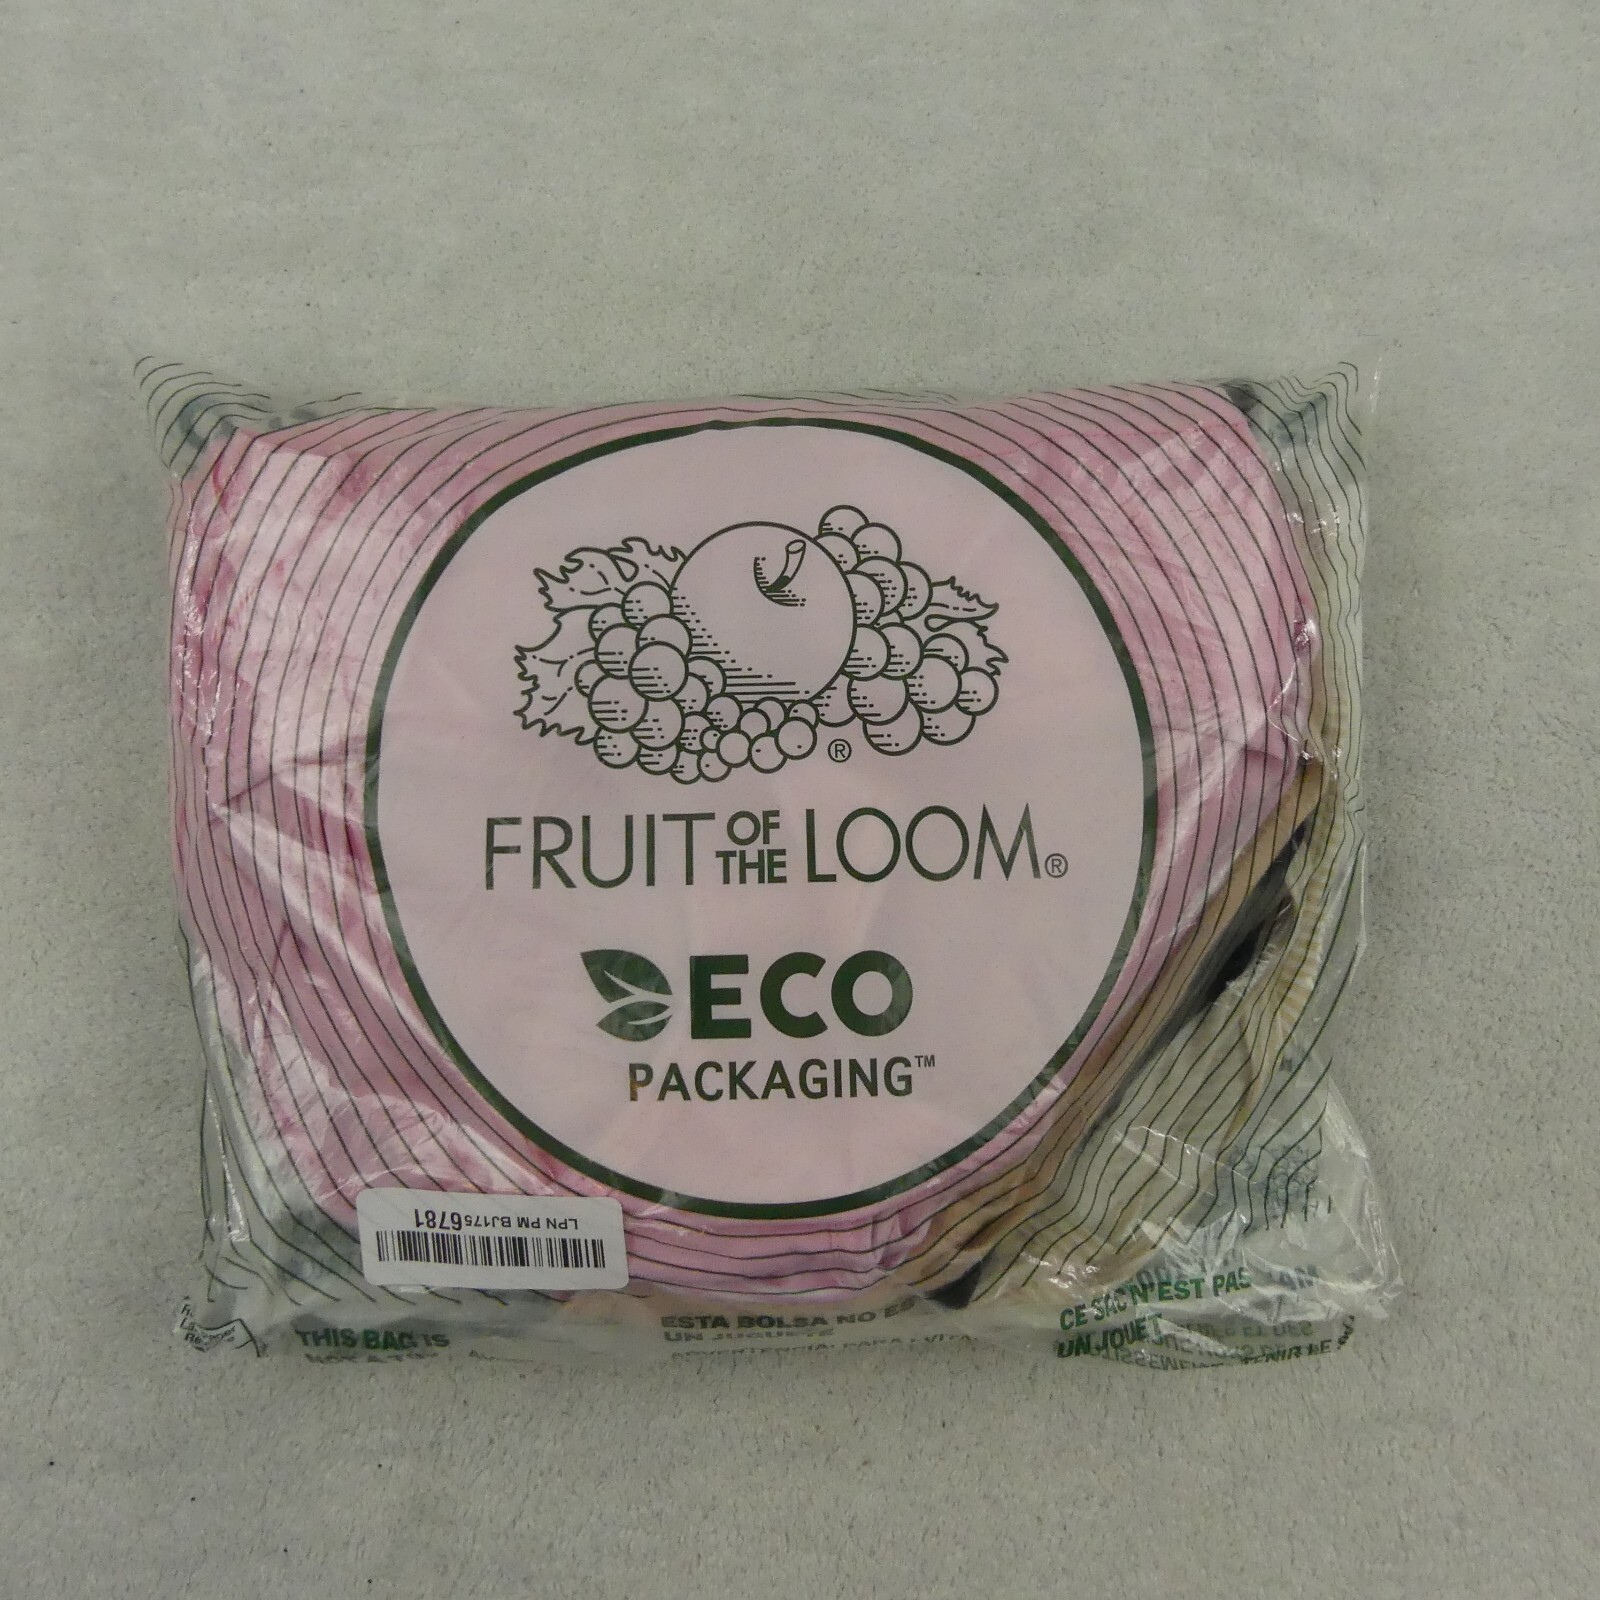 ®
FRUIT OF THE LOOM®
ECO
PACKAGING™
LPN PM BJ1756781
THIS BAG IS
ESTA BOLSA NO ES
UN JUGUETE
CE SAC N'EST PAS
UN JOUET